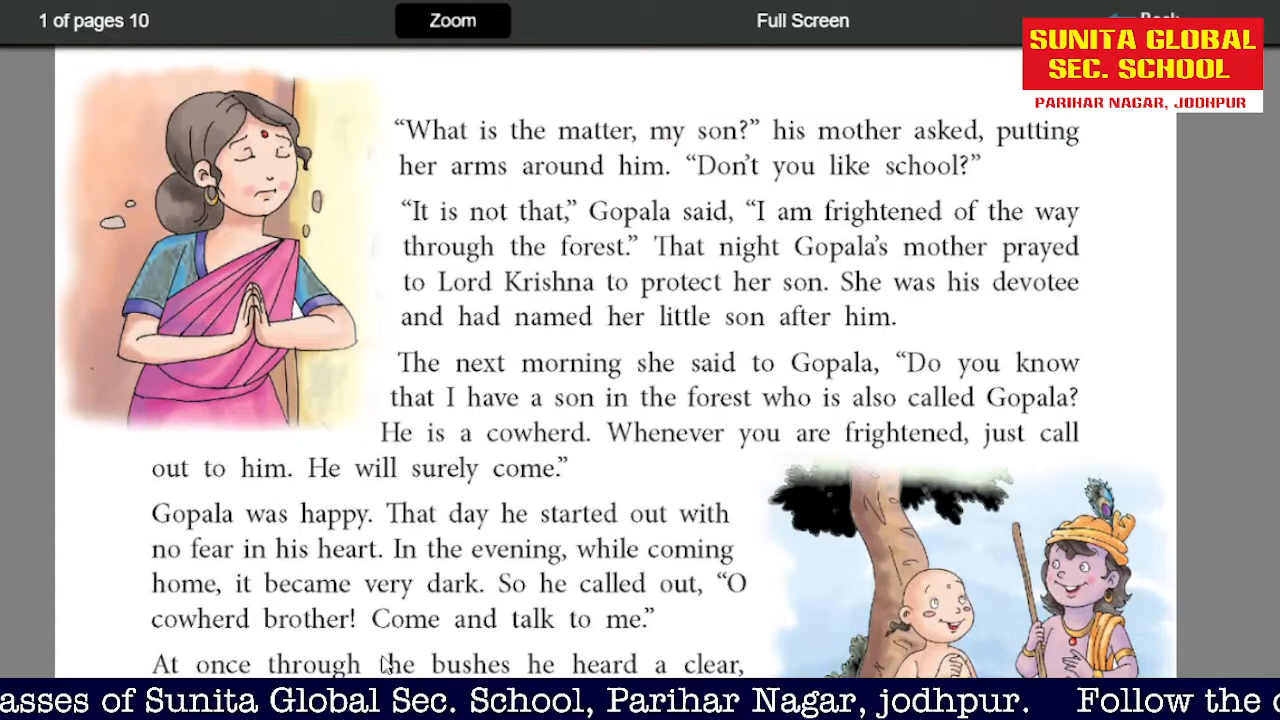 1 of pages 10
Zoom
Full Screen
Back
SUNITA GLOBAL
SEC. SCHOOL
PARIHAR NAGAR, JODHPUR
“What is the matter, my son?” his mother asked, putting
her arms around him. “Don’t you like school?”
“It is not that,” Gopala said, “I am frightened of the way
through the forest.” That night Gopala’s mother prayed
to Lord Krishna to protect her son. She was his devotee
and had named her little son after him.
The next morning she said to Gopala, “Do you know
that I have a son in the forest who is also called Gopala?
He is a cowherd. Whenever you are frightened, just call
out to him. He will surely come.”
Gopala was happy. That day he started out with
no fear in his heart. In the evening, while coming
home, it became very dark. So he called out, “O
cowherd brother! Come and talk to me.”
At once through the bushes he heard a clear,
asses of Sunita Global Sec. School, Parihar Nagar, jodhpur. Follow the